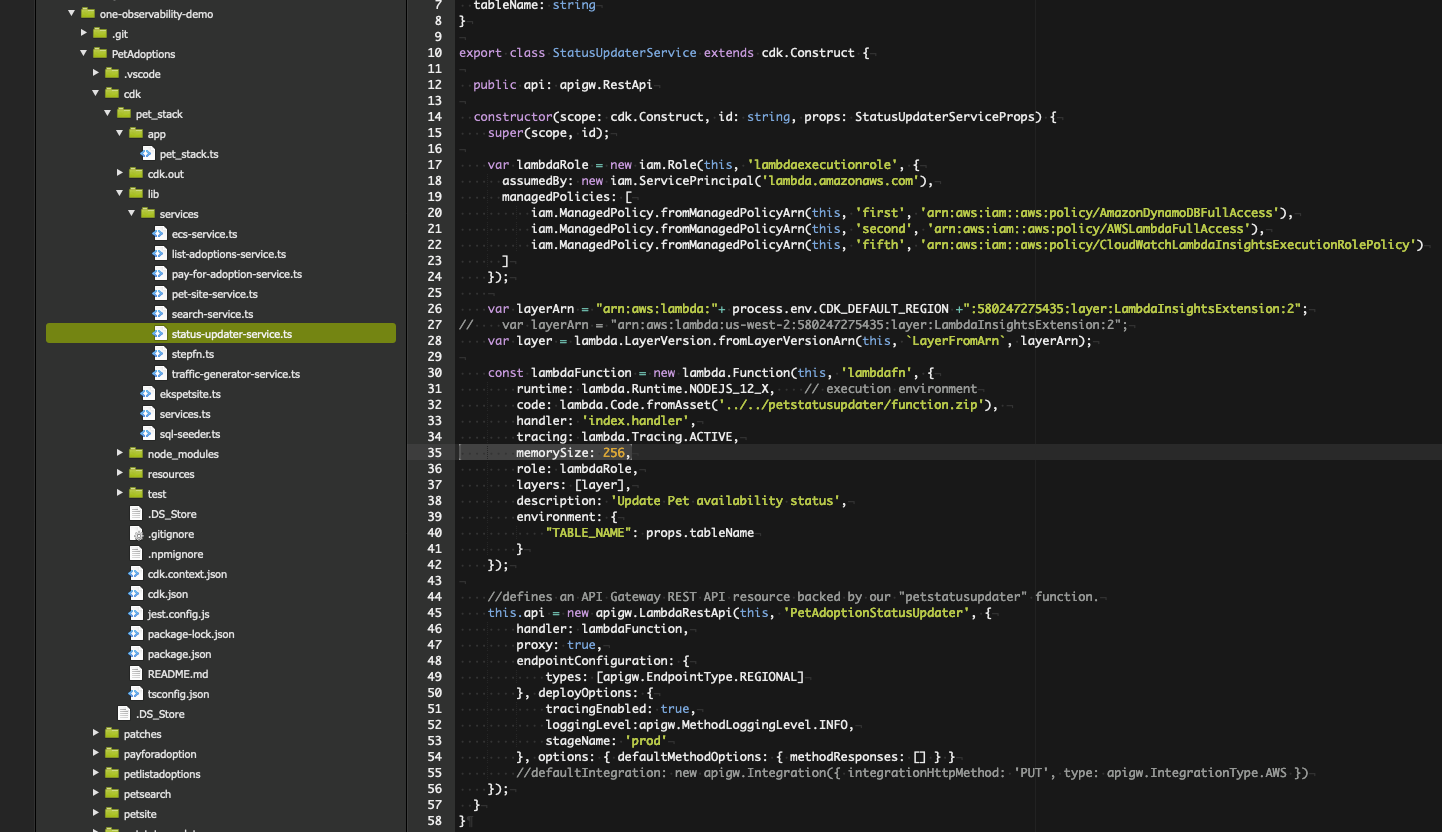 one-observability-demo
.git
PetAdoptions
.vscode
cdk
pet_stack
app
pet_stack.ts
cdk.out
lib
services
ecs-service.ts
list-adoptions-service.ts
pay-for-adoption-service.ts
pet-site-service.ts
search-service.ts
status-updater-service.ts
stepfn.ts
traffic-generator-service.ts
ekspetsite.ts
services.ts
sql-seeder.ts
node_modules
resources
test
.DS_Store
.gitignore
.npmignore
cdk.context.json
cdk.json
jest.config.js
package-lock.json
package.json
README.md
tsconfig.json
.DS_Store
patches
payforadoption
petlistadoptions
petsearch
petsite
7 tableName: string
8 }
9
10 export class StatusUpdaterService extends cdk.Construct {
11
12 public api: apigw.RestApi
13
14 constructor(scope: cdk.Construct, id: string, props: StatusUpdaterServiceProps) {
15 super(scope, id);
16
17 var lambdaRole = new iam.Role(this, 'lambdaexecutionrole', {
18 assumedBy: new iam.ServicePrincipal('lambda.amazonaws.com'),
19 managedPolicies: [
20 iam.ManagedPolicy.fromManagedPolicyArn(this, 'first', 'arn:aws:iam::aws:policy/AmazonDynamoDBFullAccess'),
21 iam.ManagedPolicy.fromManagedPolicyArn(this, 'second', 'arn:aws:iam::aws:policy/AWSLambdaFullAccess'),
22 iam.ManagedPolicy.fromManagedPolicyArn(this, 'fifth', 'arn:aws:iam::aws:policy/CloudWatchLambdaInsightsExecutionRolePolicy')
23 ]
24 });
25
26 var layerArn = "arn:aws:lambda:"+ process.env.CDK_DEFAULT_REGION +":580247275435:layer:LambdaInsightsExtension:2";
27 // var layerArn = "arn:aws:lambda:us-west-2:580247275435:layer:LambdaInsightsExtension:2";
28 var layer = lambda.LayerVersion.fromLayerVersionArn(this, `LayerFromArn`, layerArn);
29
30 const lambdaFunction = new lambda.Function(this, 'lambdafn', {
31 runtime: lambda.Runtime.NODEJS_12_X, // execution environment
32 code: lambda.Code.fromAsset('../../petstatusupdater/function.zip'),
33 handler: 'index.handler',
34 tracing: lambda.Tracing.ACTIVE,
35 memorySize: 256,
36 role: lambdaRole,
37 layers: [layer],
38 description: 'Update Pet availability status',
39 environment: {
40 "TABLE_NAME": props.tableName
41 }
42 });
43
44 //defines an API Gateway REST API resource backed by our "petstatusupdater" function.
45 this.api = new apigw.LambdaRestApi(this, 'PetAdoptionStatusUpdater', {
46 handler: lambdaFunction,
47 proxy: true,
48 endpointConfiguration: {
49 types: [apigw.EndpointType.REGIONAL]
50 }, deployOptions: {
51 tracingEnabled: true,
52 loggingLevel:apigw.MethodLoggingLevel.INFO,
53 stageName: 'prod'
54 }, options: { defaultMethodOptions: { methodResponses: [] } }
55 //defaultIntegration: new apigw.Integration({ integrationHttpMethod: 'PUT', type: apigw.IntegrationType.AWS })
56 });
57 }
58 }